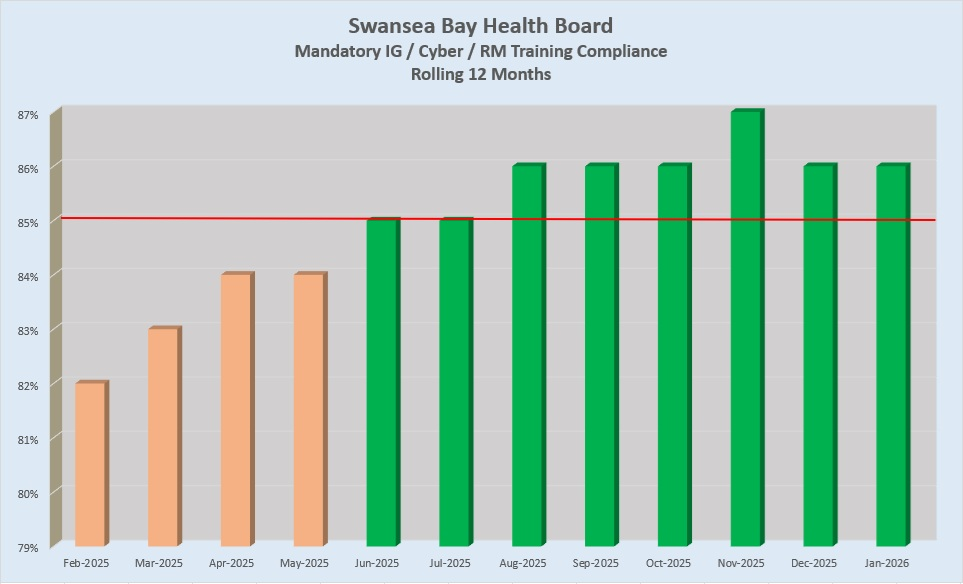 Swansea Bay Health Board
Mandatory IG / Cyber / RM Training Compliance
Rolling 12 Months
87%
86%
85%
84%
83%
82%
81%
80%
79%
Feb-2025 Mar-2025 Apr-2025 May-2025 Jun-2025 Jul-2025 Aug-2025 Sep-2025 Oct-2025 Nov-2025 Dec-2025 Jan-2026